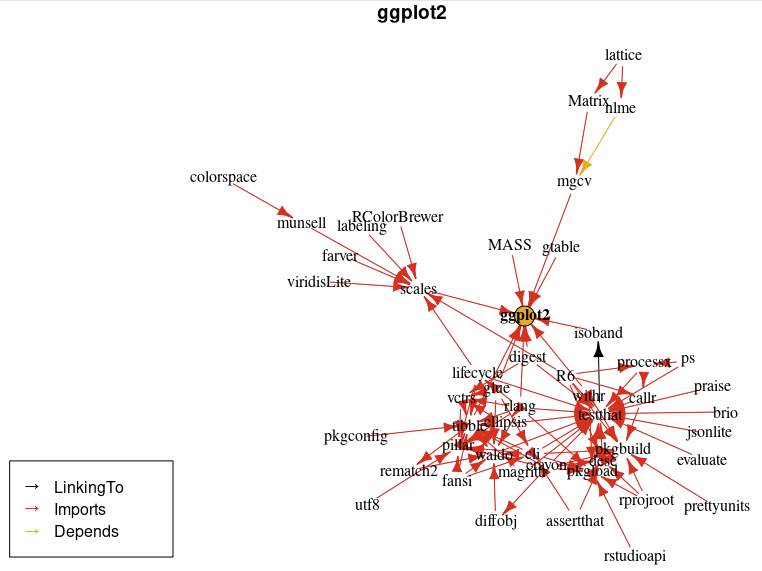 ggplot2
lattice
Matrix
nlme
colorspace
mgcv
munsell
labeling
RColorBrewer
farver
MASS
gtable
viridisLite
scales
ggplot2
isoband
digest
processx
ps
lifecycle
R6
glue
praise
vctrs
withr
callr
rlang
testthat
brio
tibble
ellipsis
jsonlite
pkgconfig
pillar
waldo
cli
pkgbuild
evaluate
rematch2
fansi
magrittr
crayon
desc
pkgload
utf8
rprojroot
prettyunits
diffobj
assertthat
rstudioapi
→ LinkingTo
→ Imports
→ Depends